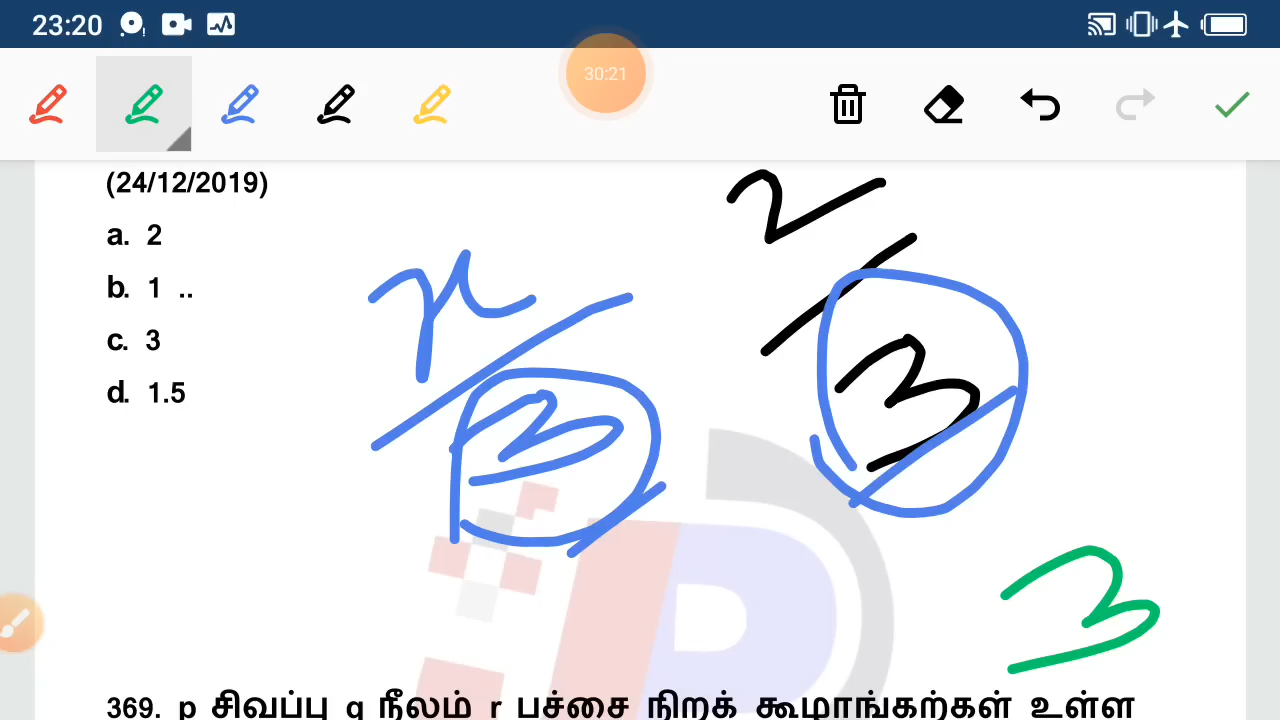 23:20
30:21
(24/12/2019)
a. 2
b. 1 ..
c. 3
d. 1.5
x/3
2/3
3
369. p சிவப்பு q நீலம் r பச்சை நிறக் கூழாங்கற்கள் உள்ள